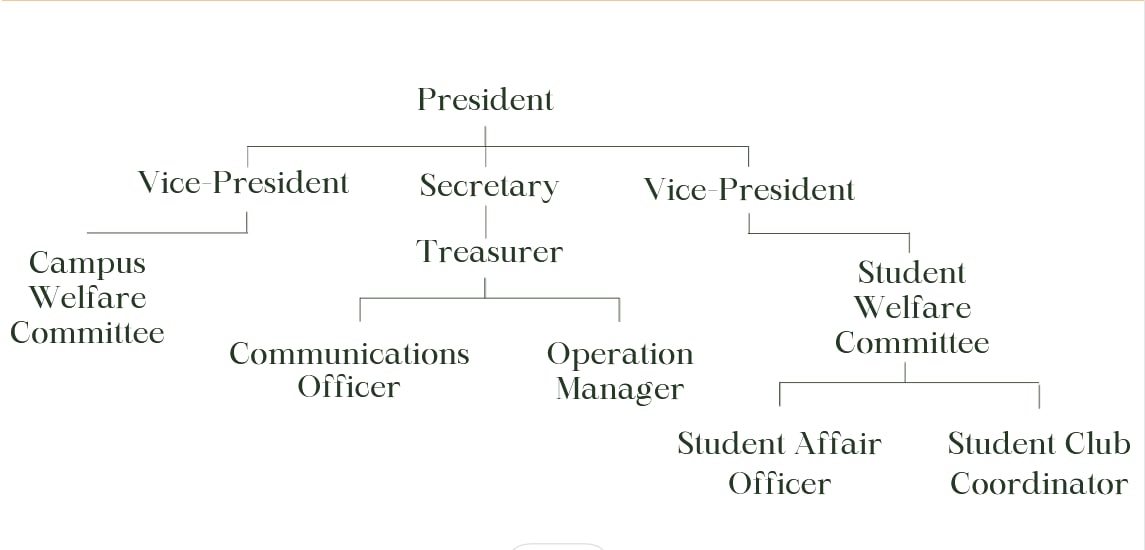 President
Vice-President
Secretary
Vice-President
Treasurer
Campus
Welfare
Committee
Student
Welfare
Committee
Communications
Officer
Operation
Manager
Student Affair
Officer
Student Club
Coordinator